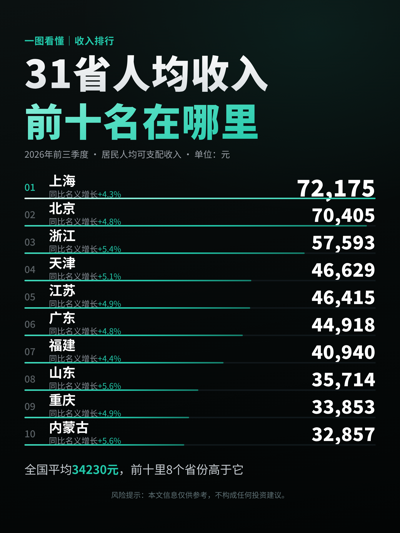 一图看懂｜收入排行
31省人均收入
前十名在哪里
2026年前三季度 • 居民人均可支配收入 • 单位：元
01 上海 72,175
同比名义增长+4.3%
02 北京 70,405
同比名义增长+4.8%
03 浙江 57,593
同比名义增长+5.4%
04 天津 46,629
同比名义增长+5.1%
05 江苏 46,415
同比名义增长+4.9%
06 广东 44,918
同比名义增长+4.8%
07 福建 40,940
同比名义增长+4.4%
08 山东 35,714
同比名义增长+5.6%
09 重庆 33,853
同比名义增长+4.9%
10 内蒙古 32,857
同比名义增长+5.6%
全国平均34230元，前十里8个省份高于它
风险提示：本文信息仅供参考，不构成任何投资建议。